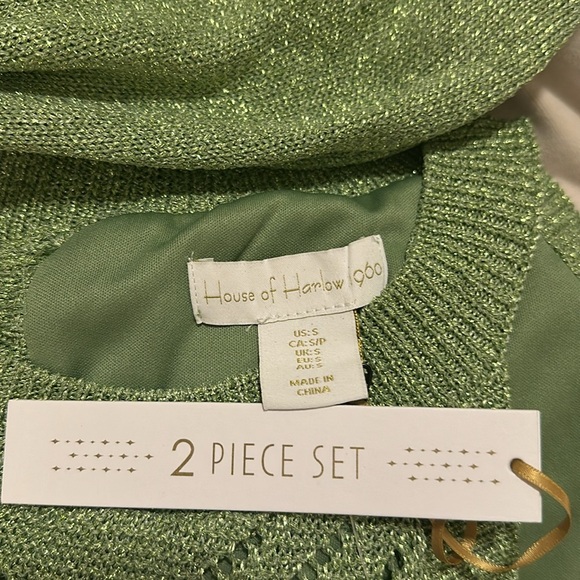 House of Harlow 1960
US:S
CA: S/P
UK:S
EU:S
AU:S
MADE IN
CHINA
2 PIECE SET